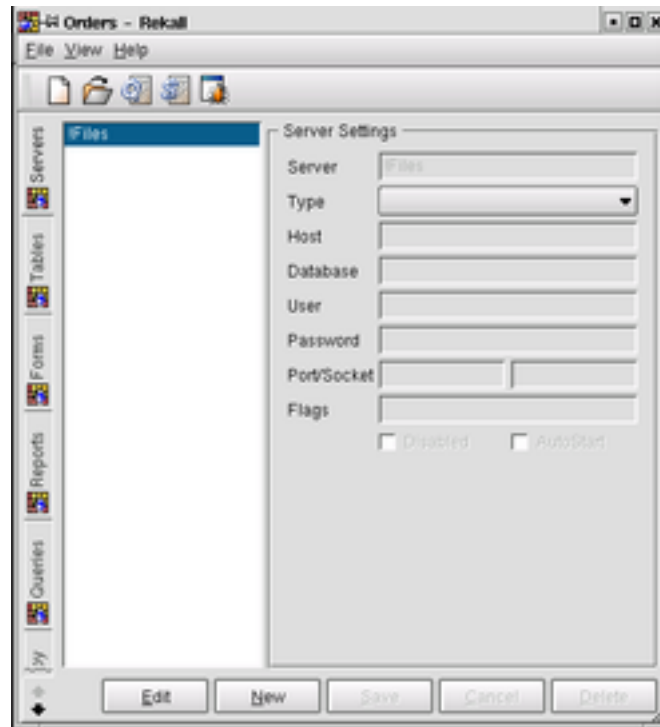 Orders - Rekall
File View Help
Servers
Tables
Forms
Reports
Queries
!Files
Server Settings
Server !Files
Type
Host
Database
User
Password
Port/Socket
Flags
Disabled AutoStart
Edit New Save Cancel Delete